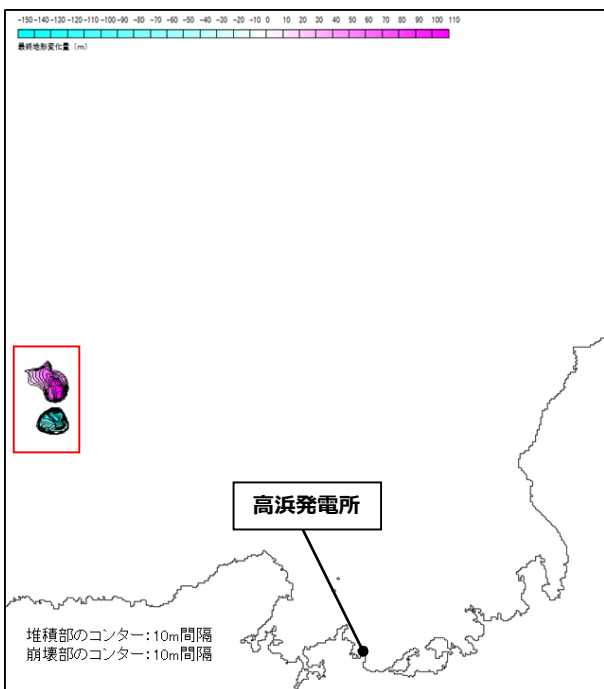 -150 -140 -130 -120 -110 -100 -90 -80 -70 -60 -50 -40 -30 -20 -10 0 10 20 30 40 50 60 70 80 90 100 110
最終地形変化量（m）
高浜発電所
堆積部のコンター：10m間隔
崩壊部のコンター：10m間隔